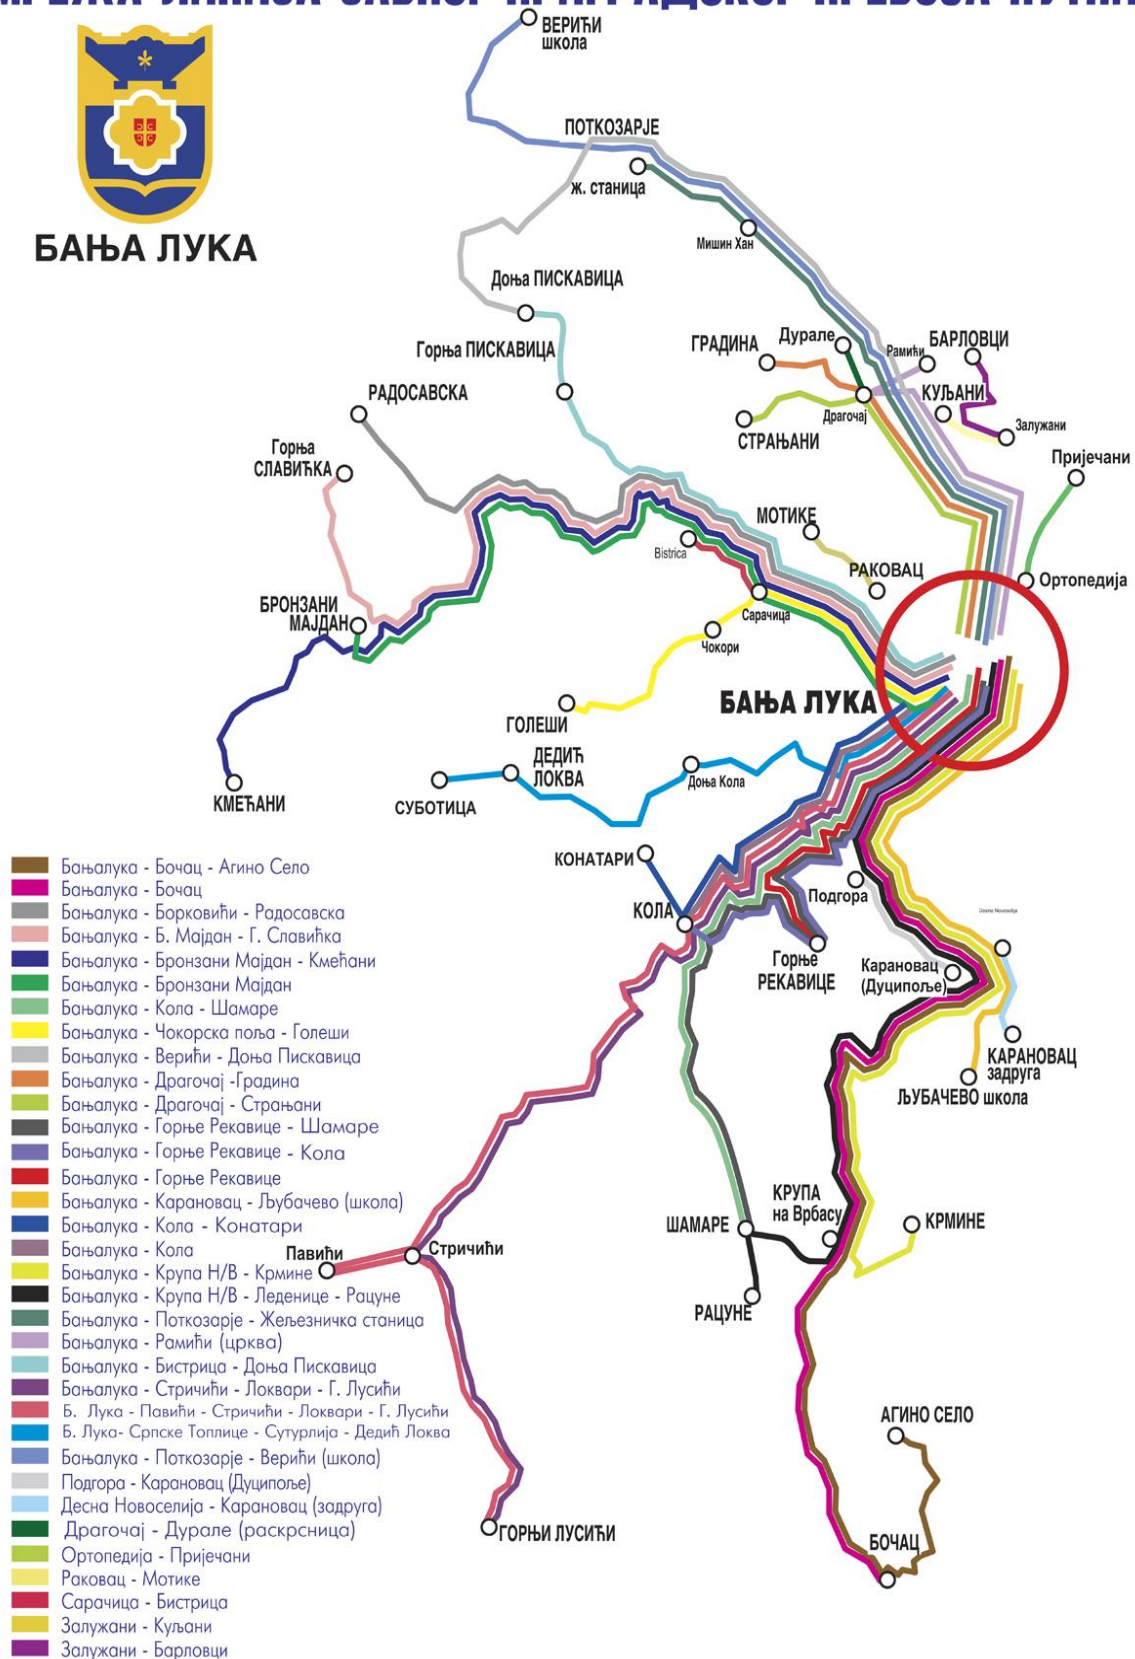 ВЕРИЋИ
школа
ПОТКОЗАРЈЕ
ж. станица
Мишин Хан
БАЊА ЛУКА
Доња ПИСКАВИЦА
Горња ПИСКАВИЦА
ГРАДИНА
Дурале
Рамићи
БАРЛОВЦИ
РАДОСАВСКА
КУЉАНИ
Драгочај
Залужани
СТРАЊАНИ
Горња
СЛАВИЋКА
Пријечани
МОТИКЕ
Bistrica
РАКОВАЦ
Ортопедија
БРОНЗАНИ
МАЈДАН
Сарачица
Чокори
БАЊА ЛУКА
ГОЛЕШИ
ДЕДИЋ
ЛОКВА
Доња Кола
КМЕЋАНИ
СУБОТИЦА
КОНАТАРИ
Подгора
КОЛА
Горње
РЕКАВИЦЕ
Карановац
(Дуципоље)
КАРАНОВАЦ
задруга
ЉУБАЧЕВО школа
КРУПА
на Врбасу
ШАМАРЕ
КРМИНЕ
Павићи
Стричићи
РАЦУНЕ
АГИНО СЕЛО
ГОРЊИ ЛУСИЋИ
БОЧАЦ
Бањалука - Бочац - Агино Село
Бањалука - Бочац
Бањалука - Борковићи - Радосавска
Бањалука - Б. Мајдан - Г. Славићка
Бањалука - Бронзани Мајдан - Кмећани
Бањалука - Бронзани Мајдан
Бањалука - Кола - Шамаре
Бањалука - Чокорска поља - Голеши
Бањалука - Верићи - Доња Пискавица
Бањалука - Драгочај -Градина
Бањалука - Драгочај - Страњани
Бањалука - Горње Рекавице - Шамаре
Бањалука - Горње Рекавице - Кола
Бањалука - Горње Рекавице
Бањалука - Карановац - Љубачево (школа)
Бањалука - Кола - Конатари
Бањалука - Кола
Бањалука - Крупа Н/В - Крмине
Бањалука - Крупа Н/В - Леденице - Рацуне
Бањалука - Поткозарје - Жељезничка станица
Бањалука - Рамићи (црква)
Бањалука - Бистрица - Доња Пискавица
Бањалука - Стричићи - Локвари - Г. Лусићи
Б. Лука - Павићи - Стричићи - Локвари - Г. Лусићи
Б. Лука- Српске Топлице - Сутурлија - Дедић Локва
Бањалука - Поткозарје - Верићи (школа)
Подгора - Карановац (Дуципоље)
Десна Новоселија - Карановац (задруга)
Драгочај - Дурале (раскрсница)
Ортопедија - Пријечани
Раковац - Мотике
Сарачица - Бистрица
Залужани - Куљани
Залужани - Барловци